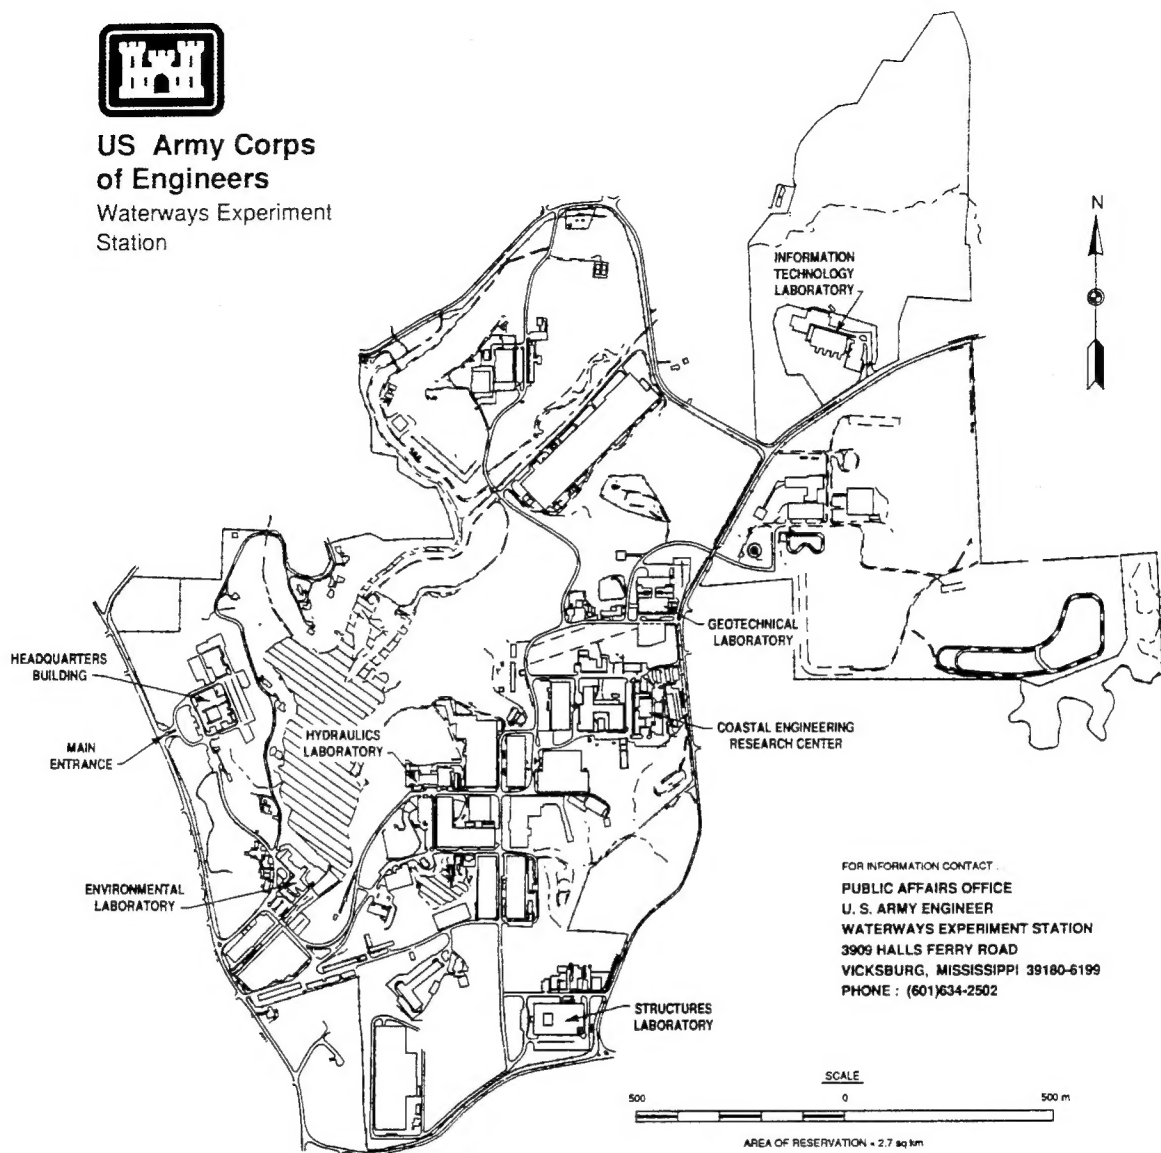 US Army Corps
of Engineers
Waterways Experiment
Station
N
INFORMATION
TECHNOLOGY
LABORATORY
GEOTECHNICAL
LABORATORY
HEADQUARTERS
BUILDING
MAIN
ENTRANCE
HYDRAULICS
LABORATORY
COASTAL ENGINEERING
RESEARCH CENTER
ENVIRONMENTAL
LABORATORY
STRUCTURES
LABORATORY
FOR INFORMATION CONTACT . .
PUBLIC AFFAIRS OFFICE
U. S. ARMY ENGINEER
WATERWAYS EXPERIMENT STATION
3909 HALLS FERRY ROAD
VICKSBURG, MISSISSIPPI 39180-6199
PHONE : (601)634-2502
SCALE
500 0 500 m
AREA OF RESERVATION = 2.7 sq km